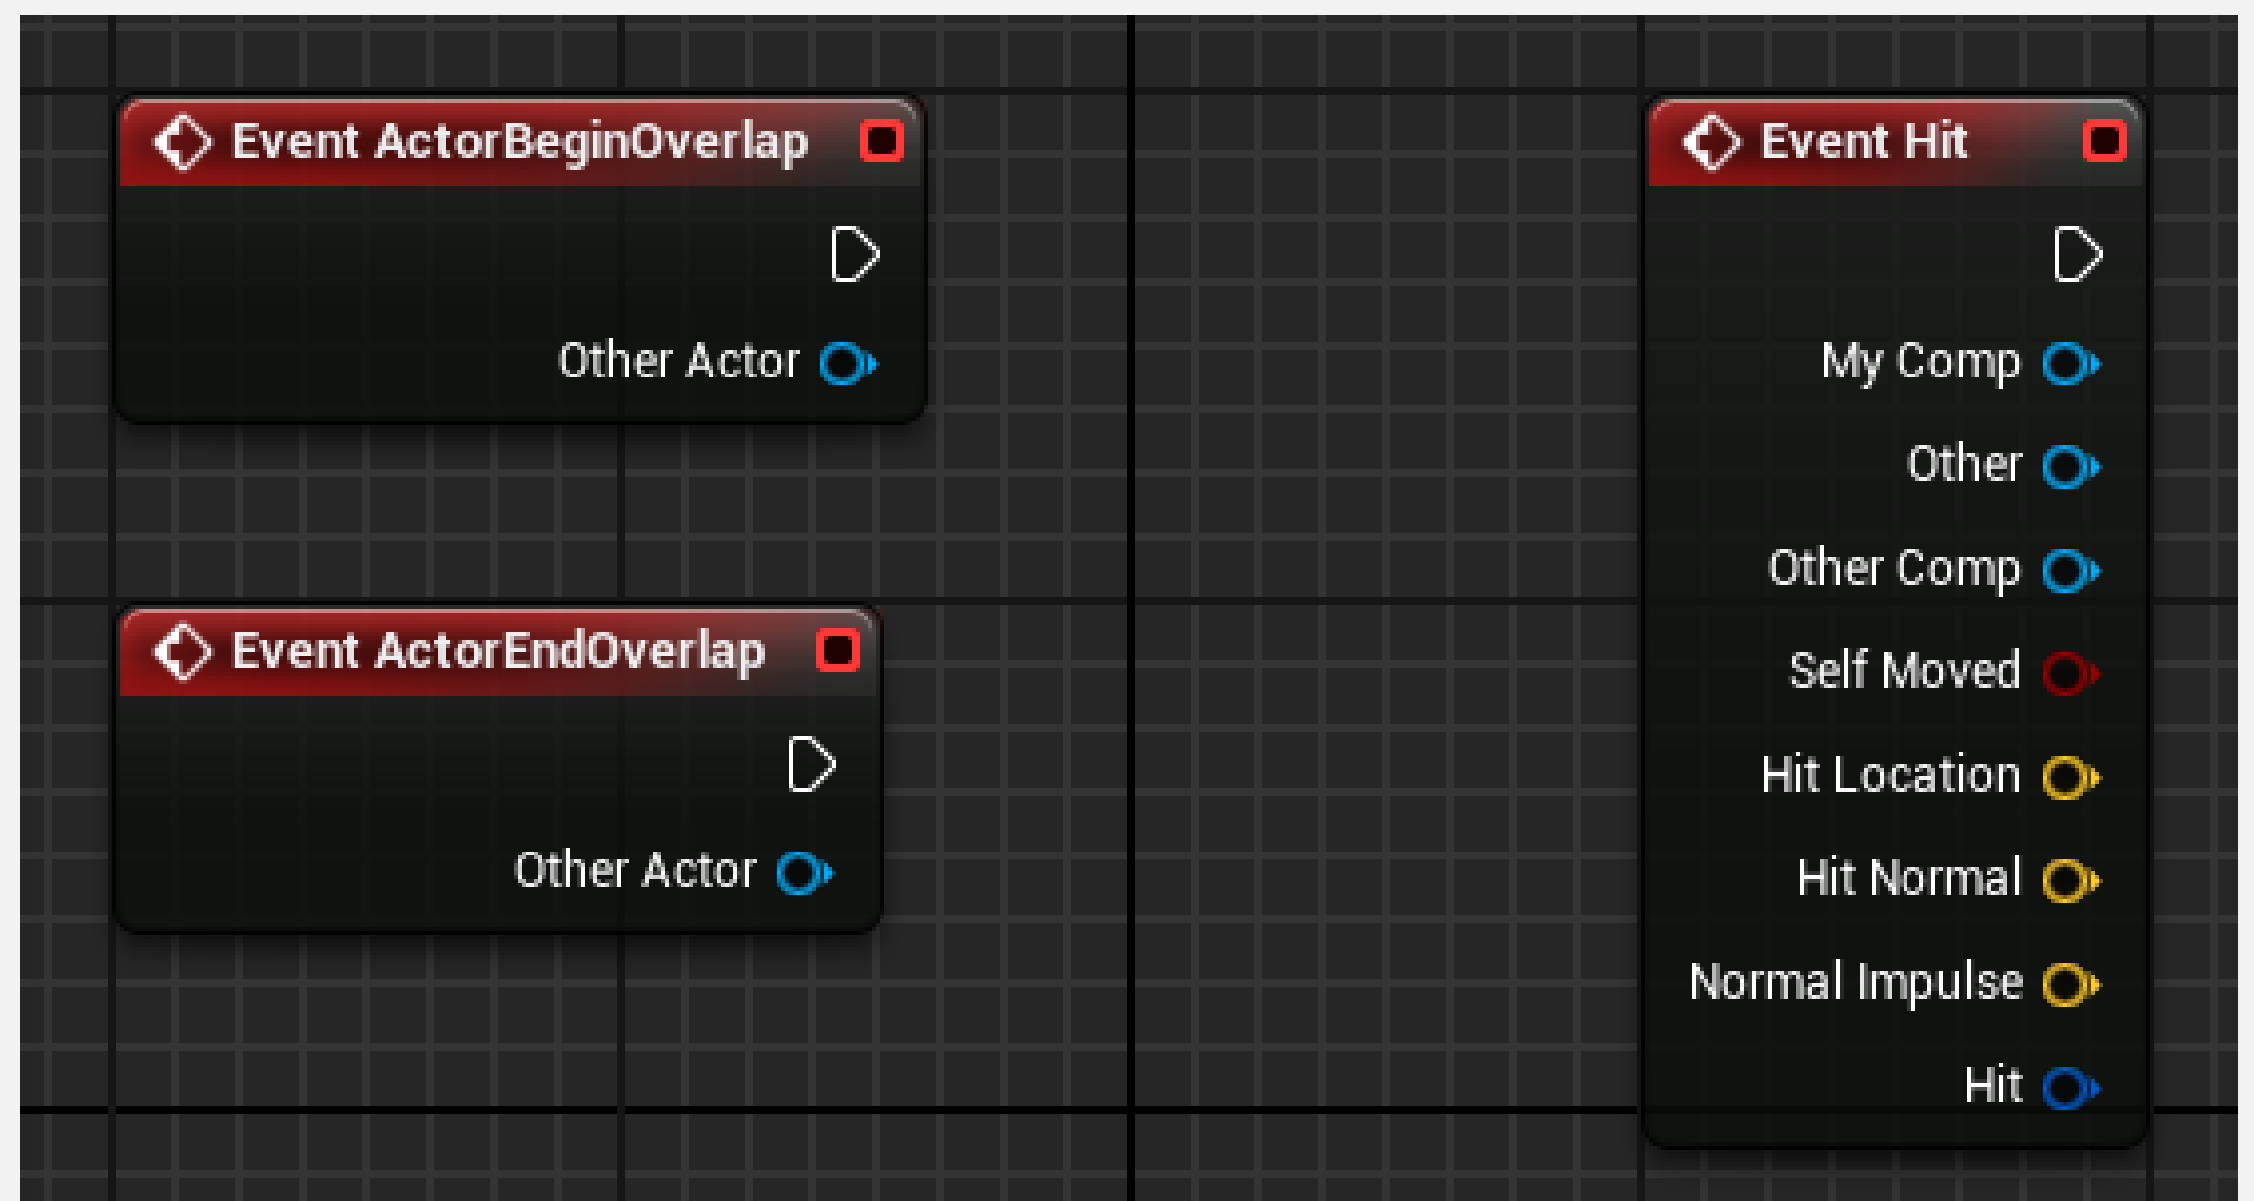 Event ActorBeginOverlap
Other Actor
Event ActorEndOverlap
Other Actor
Event Hit
My Comp
Other
Other Comp
Self Moved
Hit Location
Hit Normal
Normal Impulse
Hit